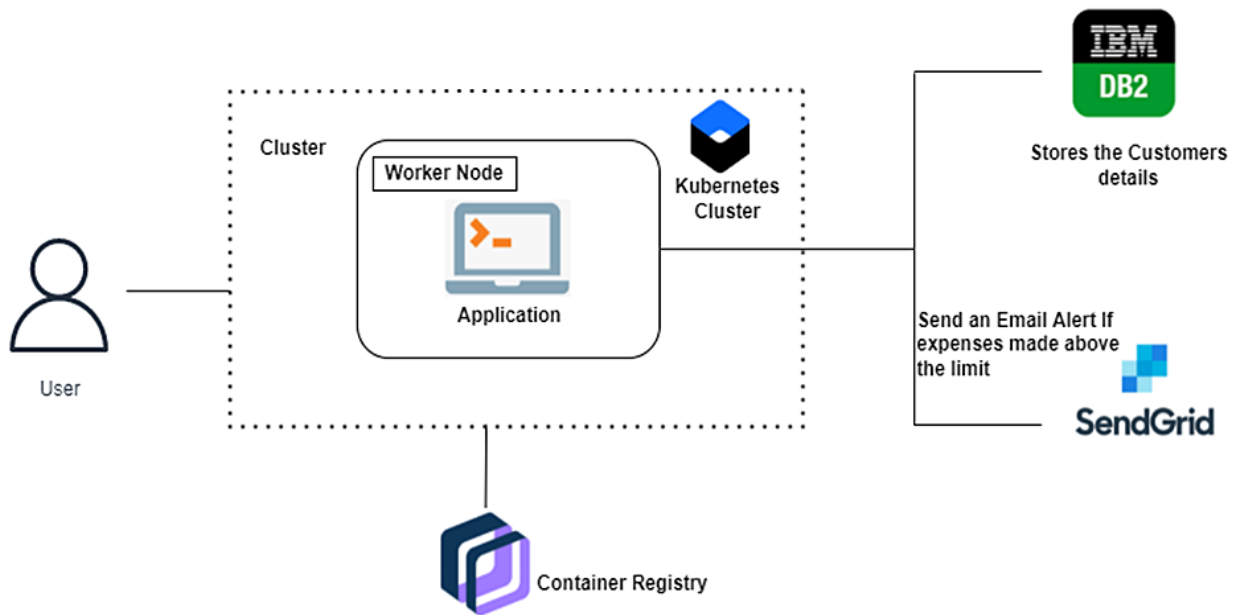 IBM
DB2
Stores the Customers
details
Cluster
Worker Node
Kubernetes
Cluster
Application
User
Send an Email Alert If
expenses made above
the limit
SendGrid
Container Registry